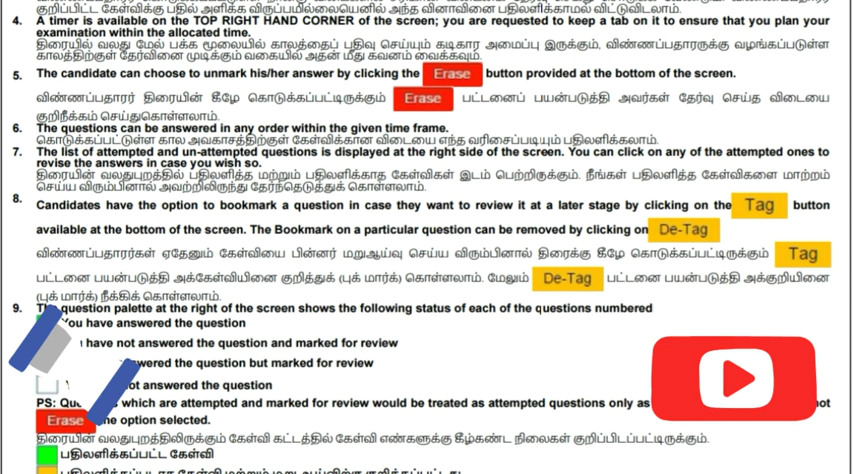 குறிப்பிட்ட கேள்விக்கு பதில் அளிக்க விருப்பமில்லையெனில் அந்த வினாவினை பதிலளிக்காமல் விட்டுவிடலாம்.
4. A timer is available on the TOP RIGHT HAND CORNER of the screen; you are requested to keep a tab on it to ensure that you plan your
examination within the allocated time.
திரையில் வலது மேல் பக்க மூலையில் காலத்தைப் பதிவு செய்யும் கடிகார அமைப்பு இருக்கும், விண்ணப்பதாரருக்கு வழங்கப்படுள்ள
காலத்திற்குள் தேர்வினை முடிக்கும் வகையில் அதன் மீது கவனம் வைக்கவும்.
5. The candidate can choose to unmark his/her answer by clicking the Erase button provided at the bottom of the screen.
விண்ணப்பதாரர் திரையின் கீழே கொடுக்கப்பட்டிருக்கும் Erase பட்டனைப் பயன்படுத்தி அவர்கள் தேர்வு செய்த விடையை
குறிநீக்கம் செய்துகொள்ளலாம்.
6. The questions can be answered in any order within the given time frame.
கொடுக்கப்பட்டுள்ள கால அவகாசத்திற்குள் கேள்விக்கான விடையை எந்த வரிசைப்படியும் பதிலளிக்கலாம்.
7. The list of attempted and un-attempted questions is displayed at the right side of the screen. You can click on any of the attempted ones to
revise the answers in case you wish so.
திரையின் வலதுபுறத்தில் பதிலளித்த மற்றும் பதிலளிக்காத கேள்விகள் இடம் பெற்றிருக்கும். நீங்கள் பதிலளித்த கேள்விகளை மாற்றம்
செய்ய விரும்பினால் அவற்றிலிருந்து தேர்ந்தெடுத்துக் கொள்ளலாம்.
8. Candidates have the option to bookmark a question in case they want to review it at a later stage by clicking on the Tag button
available at the bottom of the screen. The Bookmark on a particular question can be removed by clicking on De-Tag
விண்ணப்பதாரர்கள் ஏதேனும் கேள்வியை பின்னர் மறுஆய்வு செய்ய விரும்பினால் திரைக்கு கீழே கொடுக்கப்பட்டிருக்கும் Tag
பட்டனை பயன்படுத்தி அக்கேள்வியினை குறித்துக் (புக் மார்க்) கொள்ளலாம். மேலும் De-Tag பட்டனை பயன்படுத்தி அக்குறியினை
(புக் மார்க்) நீக்கிக் கொள்ளலாம்.
9. The question palette at the right of the screen shows the following status of each of the questions numbered
You have answered the question
have not answered the question and marked for review
answered the question but marked for review
not answered the question
PS: which are attempted and marked for review would be treated as attempted questions only as not
Erase the option selected.
திரையின் வலதுபுறத்திலிருக்கும் கேள்வி கட்டத்தில் கேள்வி எண்களுக்கு கீழ்கண்ட நிலைகள் குறிப்பிடப்பட்டிருக்கும்.
பதிலளிக்கப்பட்ட கேள்வி